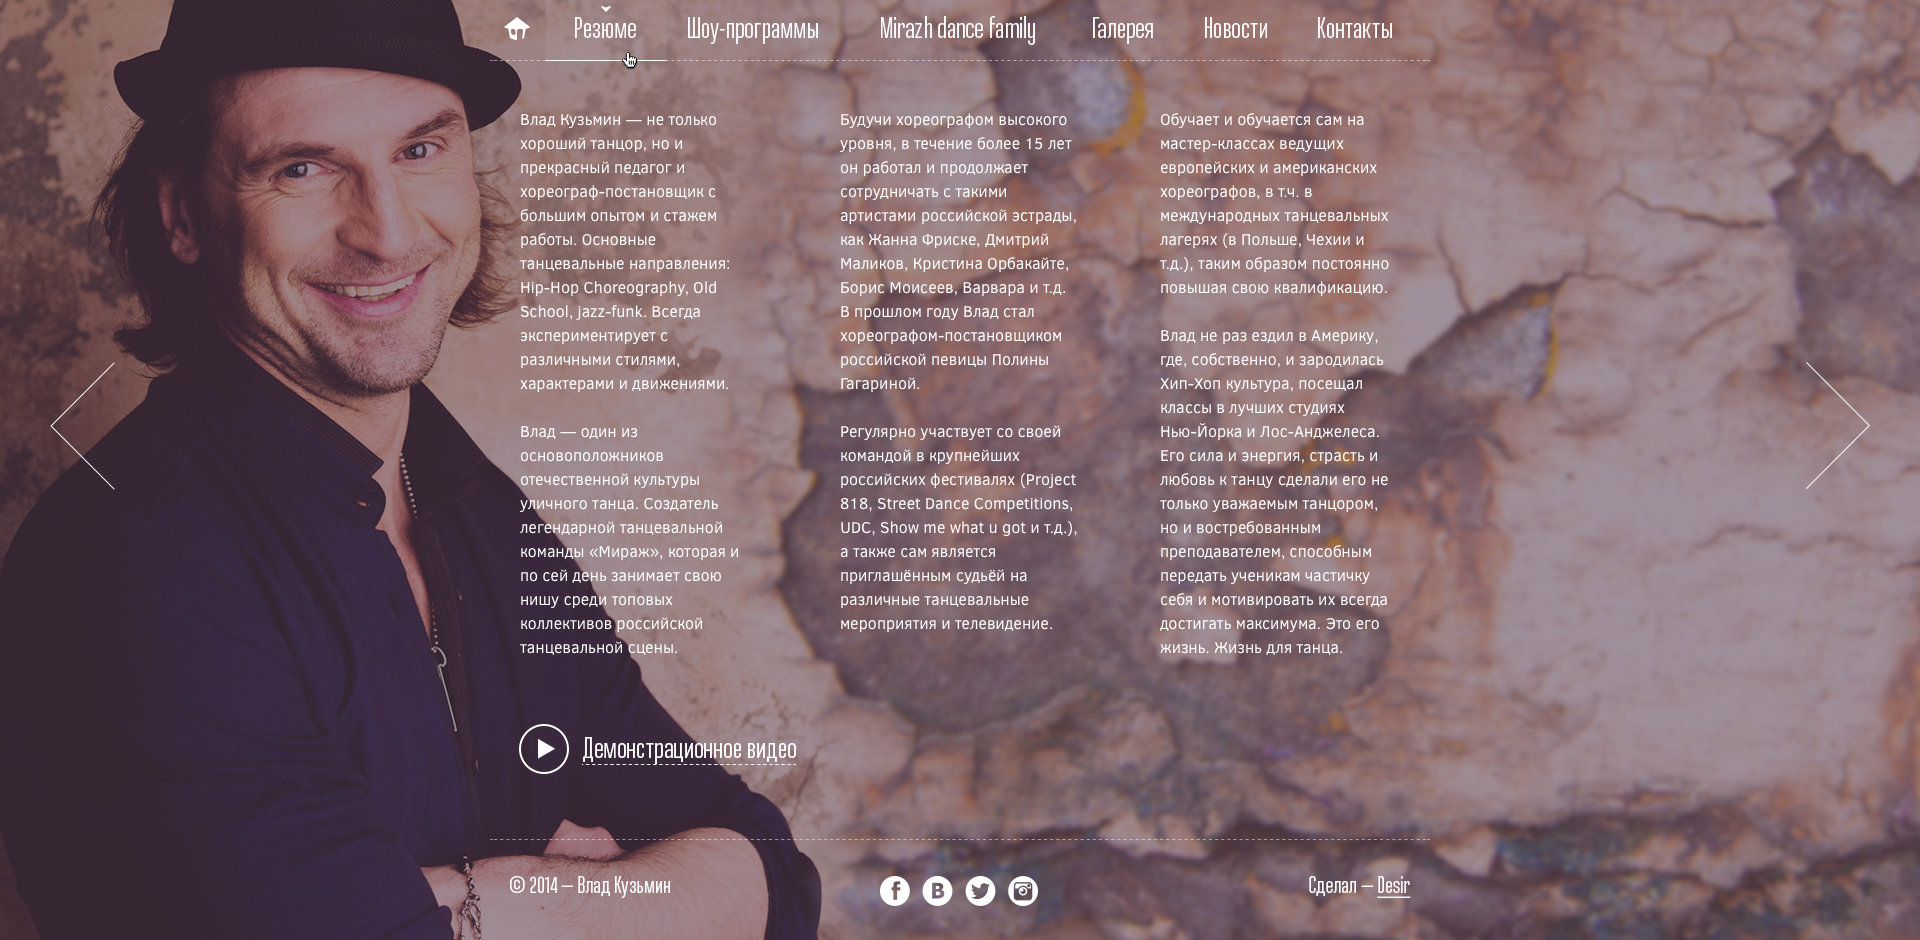 Резюме
Шоу-программы
Mirazh dance family
Галерея
Новости
Контакты
Влад Кузьмин — не только
хороший танцор, но и
прекрасный педагог и
хореограф-постановщик с
большим опытом и стажем
работы. Основные
танцевальные направления:
Hip-Hop Choreography, Old
School, jazz-funk. Всегда
экспериментирует с
различными стилями,
характерами и движениями.
Влад — один из
основоположников
отечественной культуры
уличного танца. Создатель
легендарной танцевальной
команды «Мираж», которая и
по сей день занимает свою
нишу среди топовых
коллективов российской
танцевальной сцены.
Будучи хореографом высокого
уровня, в течение более 15 лет
он работал и продолжает
сотрудничать с такими
артистами российской эстрады,
как Жанна Фриске, Дмитрий
Маликов, Кристина Орбакайте,
Борис Моисеев, Варвара и т.д.
В прошлом году Влад стал
хореографом-постановщиком
российской певицы Полины
Гагариной.
Регулярно участвует со своей
командой в крупнейших
российских фестивалях (Project
818, Street Dance Competitions,
UDC, Show me what u got и т.д.),
а также сам является
приглашённым судьёй на
различные танцевальные
мероприятия и телевидение.
Обучает и обучается сам на
мастер-классах ведущих
европейских и американских
хореографов, в т.ч. в
международных танцевальных
лагерях (в Польше, Чехии и
т.д.), таким образом постоянно
повышая свою квалификацию.
Влад не раз ездил в Америку,
где, собственно, и зародилась
Хип-Хоп культура, посещал
классы в лучших студиях
Нью-Йорка и Лос-Анджелеса.
Его сила и энергия, страсть и
любовь к танцу сделали его не
только уважаемым танцором,
но и востребованным
преподавателем, способным
передать ученикам частичку
себя и мотивировать их всегда
достигать максимума. Это его
жизнь. Жизнь для танца.
Демонстрационное видео
© 2014 — Влад Кузьмин
Сделал — Desir